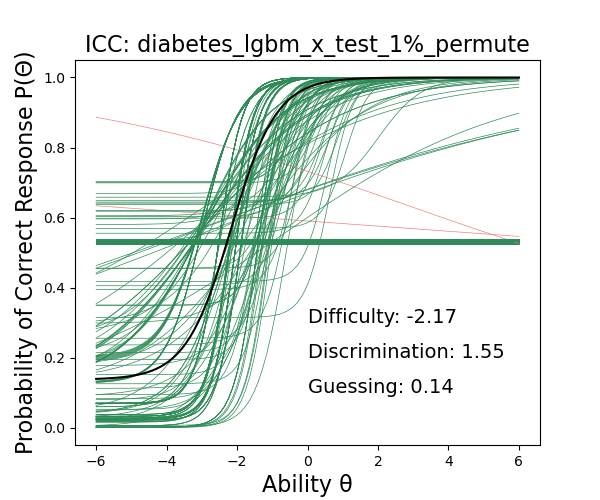 ICC: diabetes_lgbm_x_test_1%_permute
Probability of Correct Response P(Θ)
1.0
0.8
0.6
0.4
0.2
0.0
Difficulty: -2.17
Discrimination: 1.55
Guessing: 0.14
−6 −4 −2 0 2 4 6
Ability θ